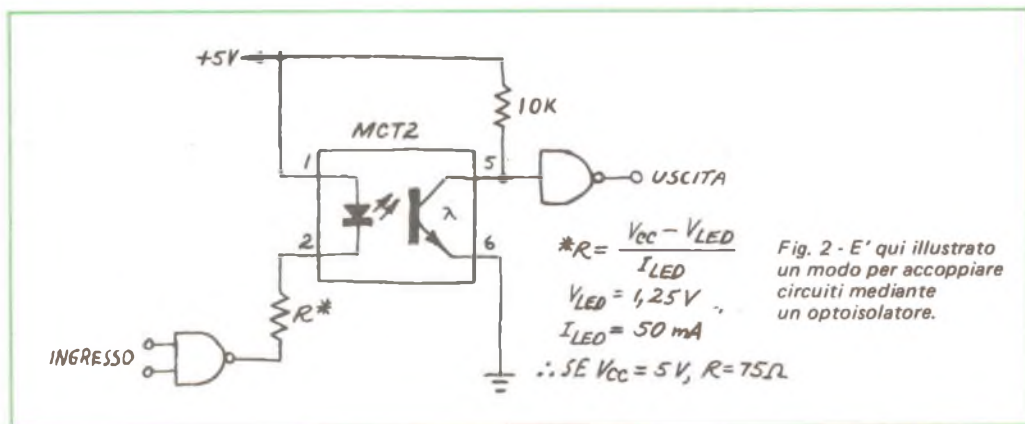 +5V
10K
MCT2
1
5
USCITA
λ
2
6
R*
INGRESSO
*R = VCC - VLED / ILED
VLED = 1,25V
ILED = 50 mA
∴ SE VCC = 5V, R = 75Ω
Fig. 2 - E' qui illustrato
un modo per accoppiare
circuiti mediante
un optoisolatore.